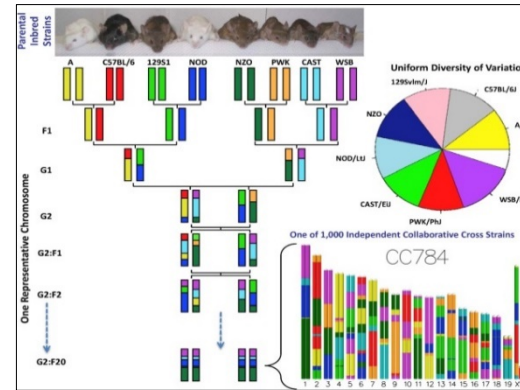 Parental
Inbred
Strains
A C57BL/6 129S1 NOD NZO PWK CAST WSB
F1
G1
G2
G2:F1
G2:F2
G2:F20
One Representative Chromosome
Uniform Diversity of Variatio
129SvIm/J
C57BL/6J
A
WSB/
PWK/PhJ
CAST/EiJ
NOD/LtJ
NZO
One of 1,000 Independent Collaborative Cross Strains
CC784
1 2 3 4 5 6 7 8 9 10 11 12 13 14 15 16 17 18 19 X